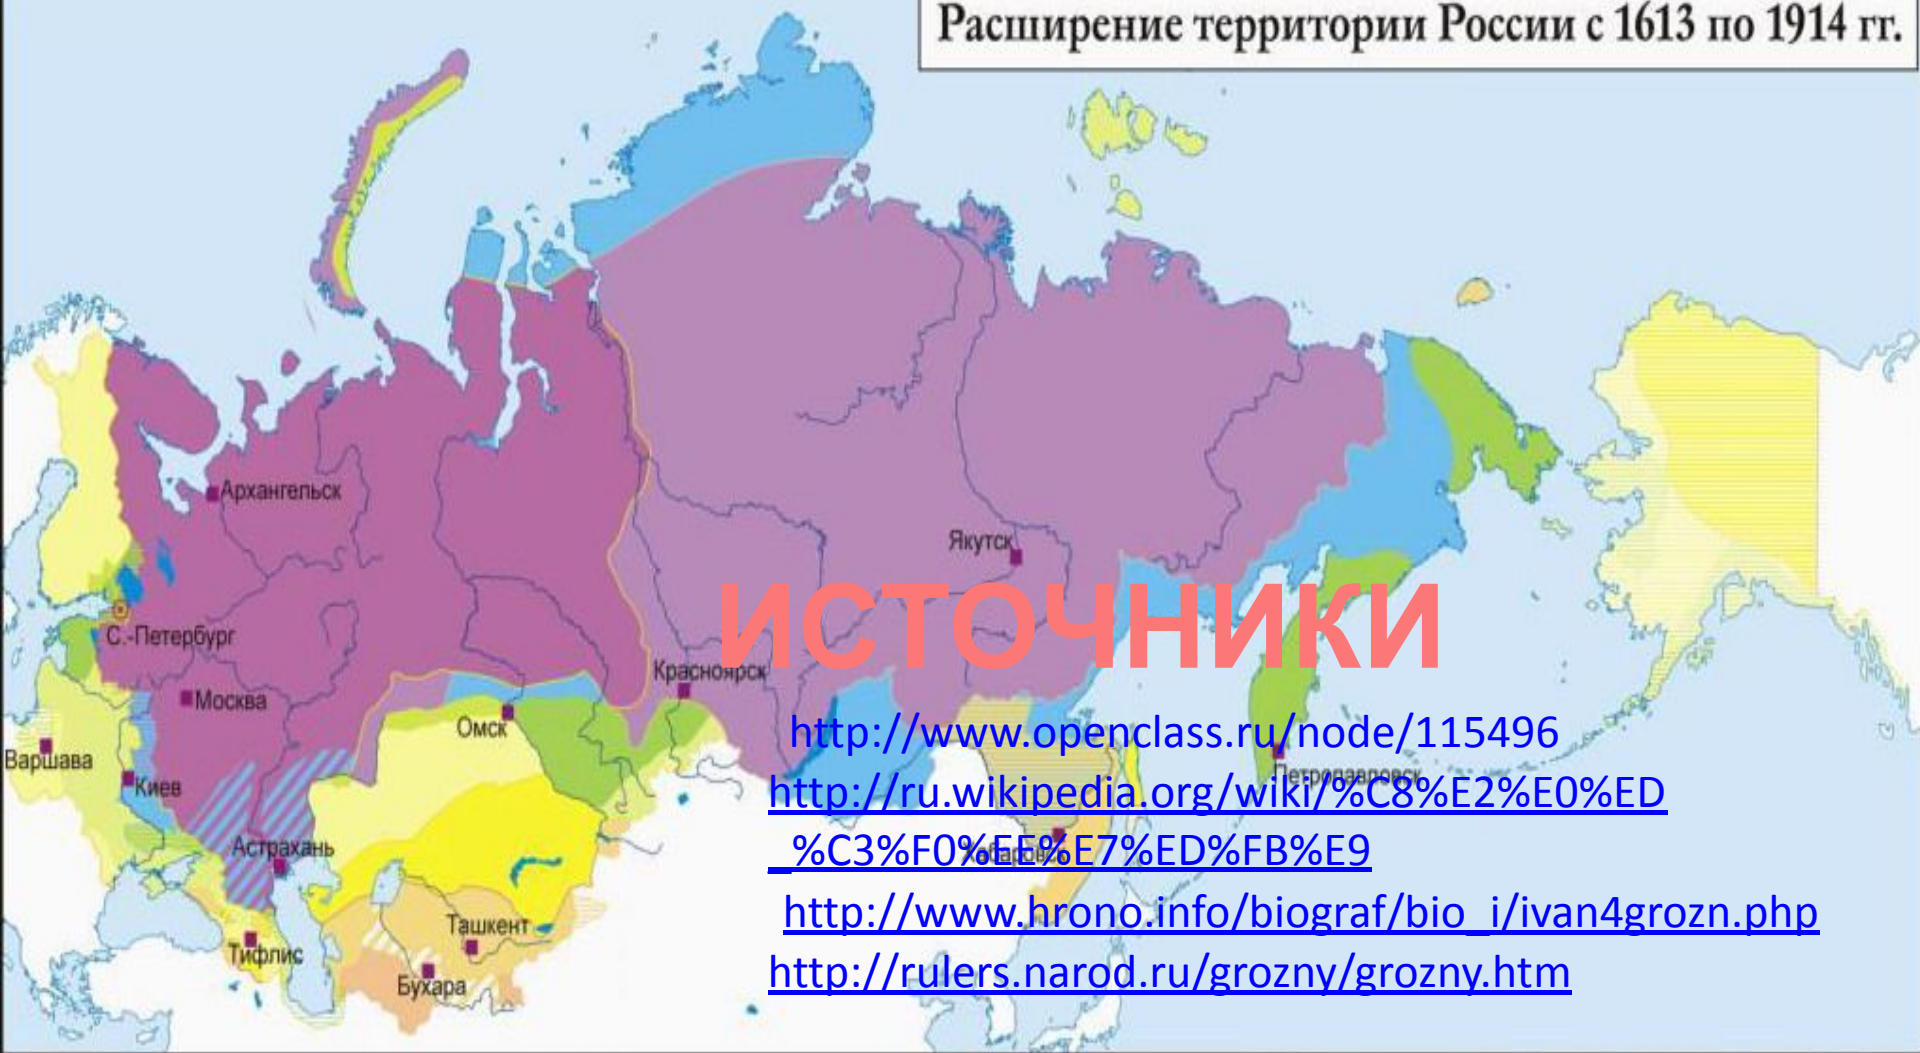 Расширение территории России с 1613 по 1914 гг.
Архангельск
Якутск
ИСТОЧНИКИ
С.-Петербург
Красноярск
Москва
Омск
http://www.openclass.ru/node/115496
Варшава
Петропавловск
Киев
http://ru.wikipedia.org/wiki/%C8%E2%E0%ED
_%C3%F0%EE%E7%ED%FB%E9
Астрахань
Хабаровск
http://www.hrono.info/biograf/bio_i/ivan4grozn.php
Ташкент
Тифлис
http://rulers.narod.ru/grozny/grozny.htm
Бухара